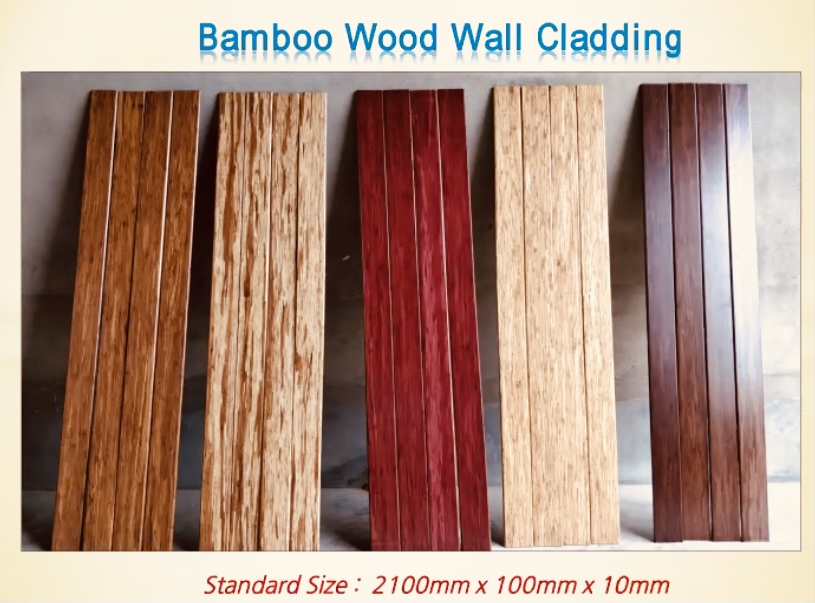 Bamboo Wood Wall Cladding
Standard Size : 2100mm x 100mm x 10mm